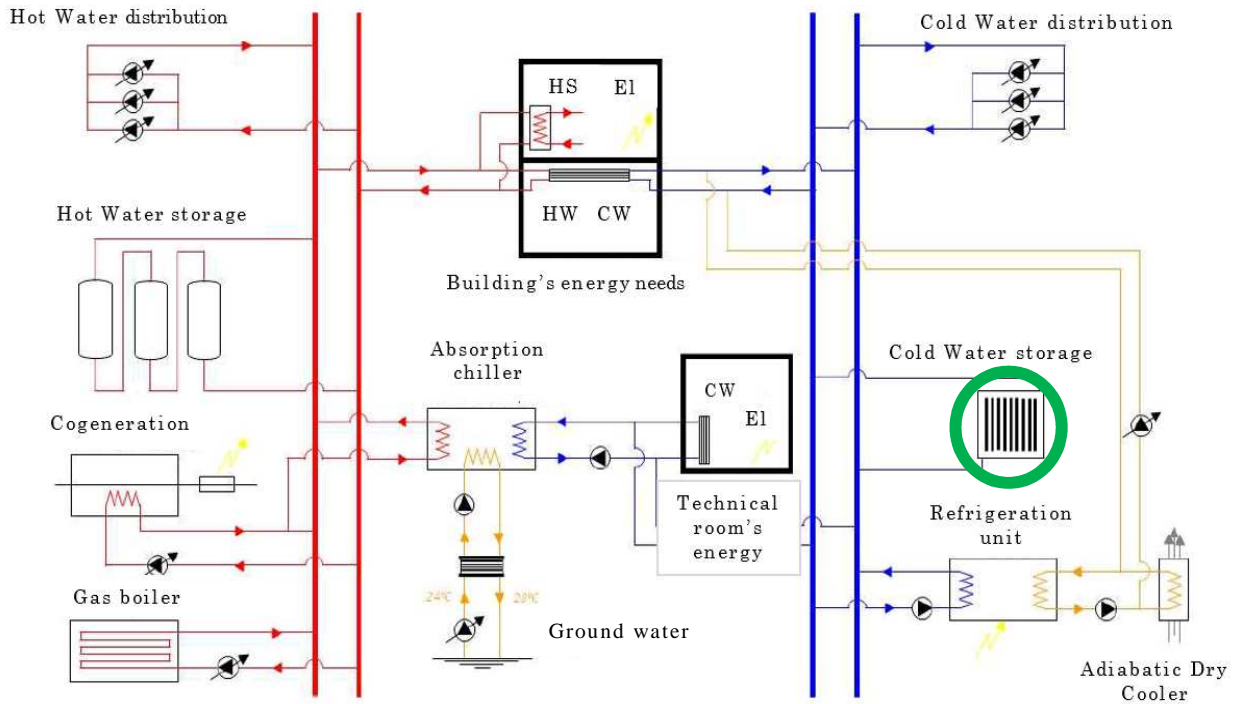 Hot Water distribution
Cold Water distribution
HS El
HW CW
Hot Water storage
Building's energy needs
Absorption
chiller
Cold Water storage
CW
El
Cogeneration
Technical
room's
energy
Refrigeration
unit
24°C 28°C
Gas boiler
Ground water
Adiabatic Dry
Cooler